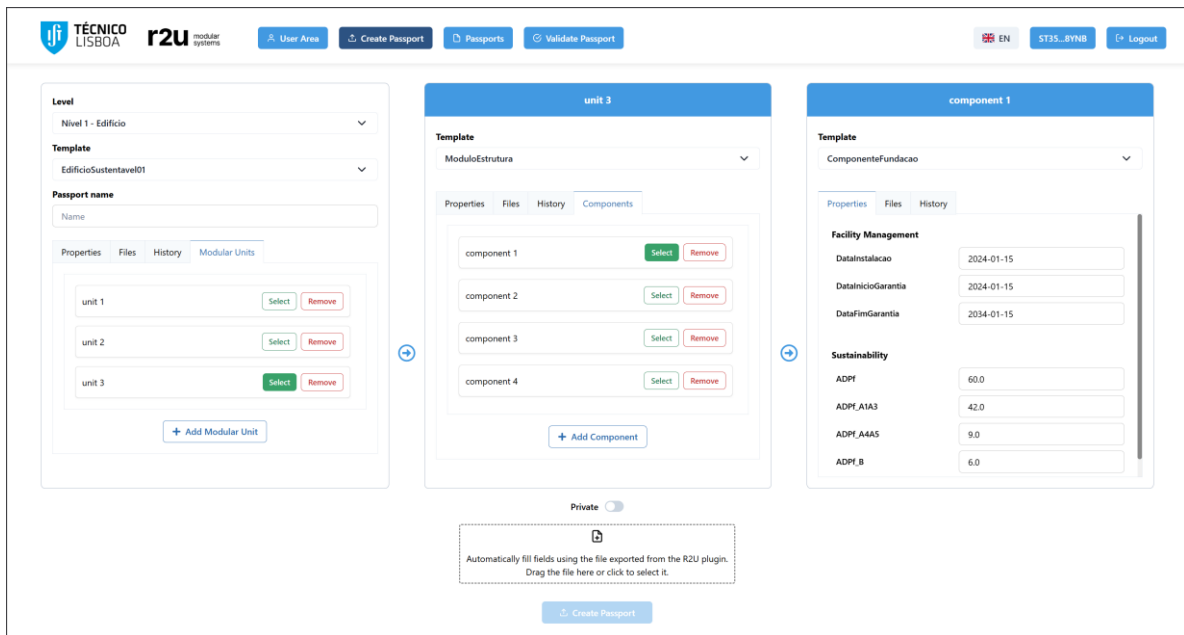 TÉCNICO
LISBOA
r2u modular
systems
User Area
Create Passport
Passports
Validate Passport
EN
ST35...8YNB
Logout
Level
Nível 1 - Edifício
Template
EdificioSustentavel01
Passport name
Name
Properties Files History Modular Units
unit 1 Select Remove
unit 2 Select Remove
unit 3 Select Remove
+ Add Modular Unit
unit 3
Template
ModuloEstrutura
Properties Files History Components
component 1 Select Remove
component 2 Select Remove
component 3 Select Remove
component 4 Select Remove
+ Add Component
component 1
Template
ComponenteFundacao
Properties Files History
Facility Management
DataInstalacao 2024-01-15
DataInicioGarantia 2024-01-15
DataFimGarantia 2034-01-15
Sustainability
ADPf 60.0
ADPf_A1A3 42.0
ADPf_A4A5 9.0
ADPf_B 6.0
Private
Automatically fill fields using the file exported from the R2U plugin.
Drag the file here or click to select it.
Create Passport